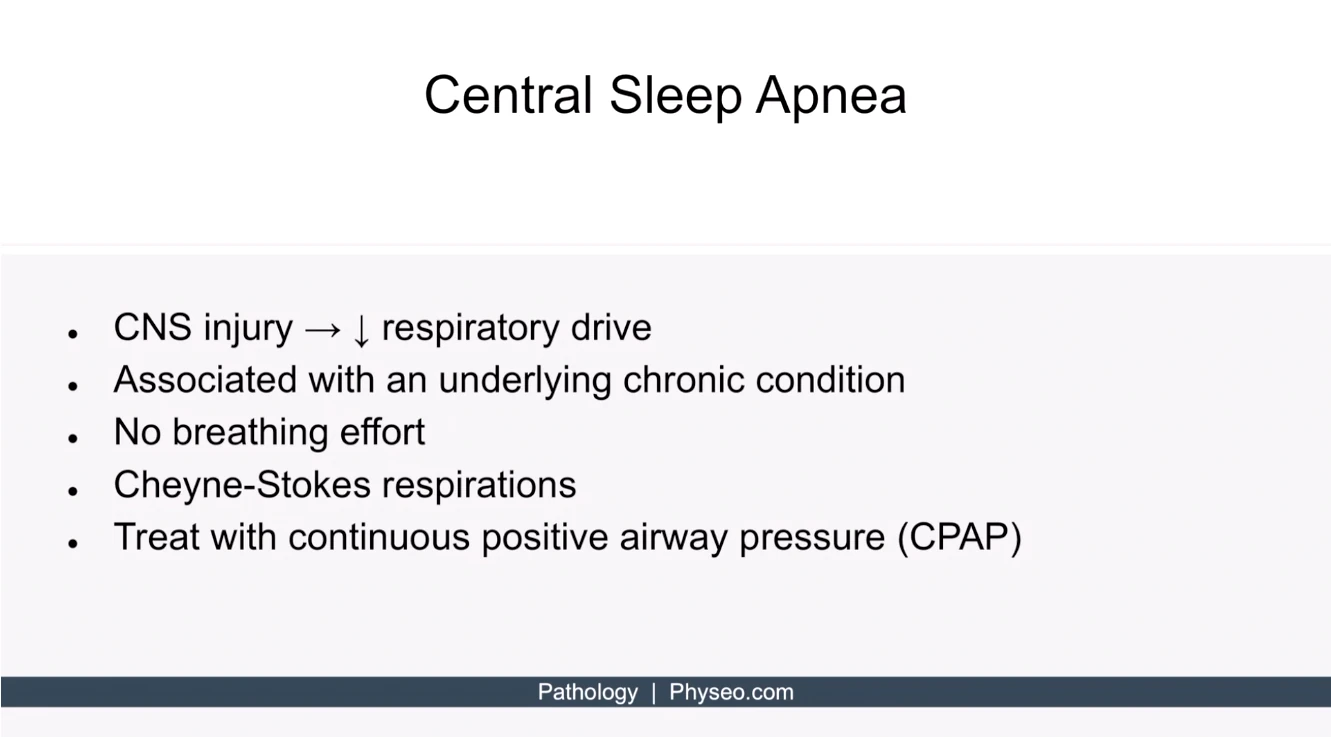 Central Sleep Apnea
• CNS injury → ↓ respiratory drive
• Associated with an underlying chronic condition
• No breathing effort
• Cheyne-Stokes respirations
• Treat with continuous positive airway pressure (CPAP)
Pathology | Physeo.com